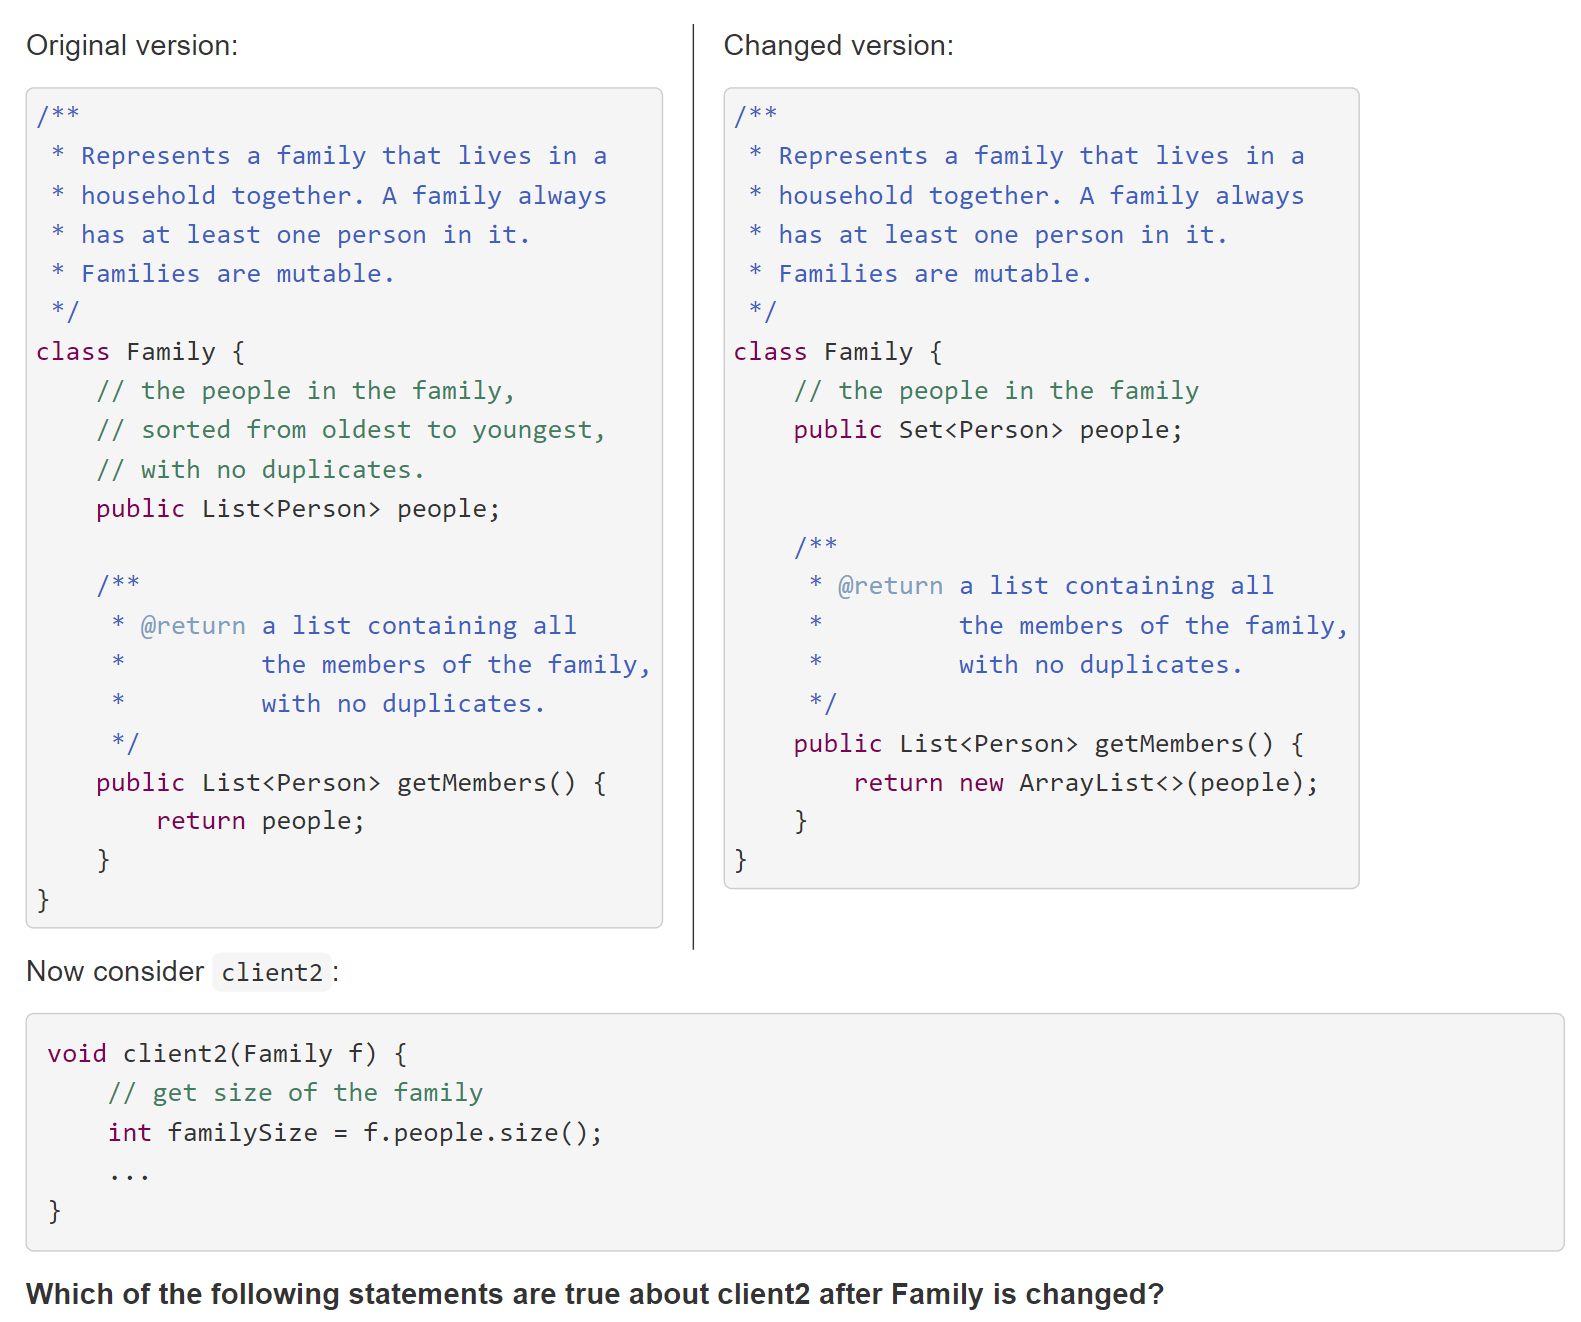 Original version:
/**
 * Represents a family that lives in a
 * household together. A family always
 * has at least one person in it.
 * Families are mutable.
 */
class Family {
    // the people in the family,
    // sorted from oldest to youngest,
    // with no duplicates.
    public List<Person> people;

    /**
     * @return a list containing all
     *         the members of the family,
     *         with no duplicates.
     */
    public List<Person> getMembers() {
        return people;
    }
}
Changed version:
/**
 * Represents a family that lives in a
 * household together. A family always
 * has at least one person in it.
 * Families are mutable.
 */
class Family {
    // the people in the family
    public Set<Person> people;

    /**
     * @return a list containing all
     *         the members of the family,
     *         with no duplicates.
     */
    public List<Person> getMembers() {
        return new ArrayList<>(people);
    }
}
Now consider client2:
void client2(Family f) {
    // get size of the family
    int familySize = f.people.size();
    ...
}
Which of the following statements are true about client2 after Family is changed?